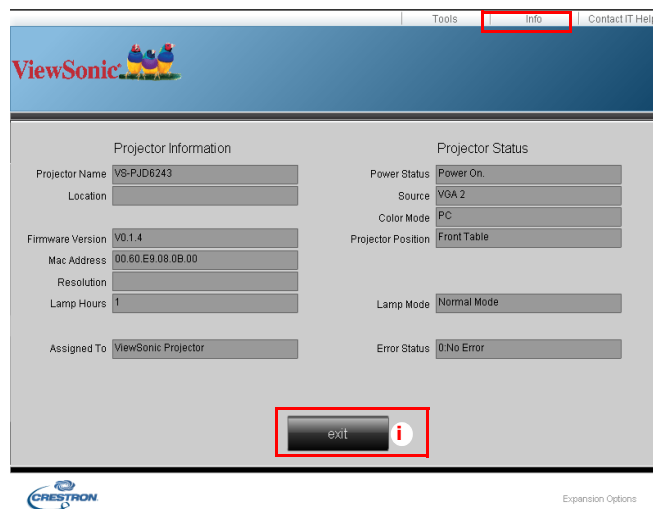 Tools Info Contact IT Help
ViewSonic
Projector Information
Projector Status
Projector Name VS-PJD6243
Power Status Power On.
Location
Source VGA 2
Color Mode PC
Firmware Version V0.1.4
Projector Position Front Table
Mac Address 00.60.E9.08.0B.00
Resolution
Lamp Hours 1
Lamp Mode Normal Mode
Assigned To ViewSonic Projector
Error Status 0:No Error
exit i
CRESTRON
Expansion Options